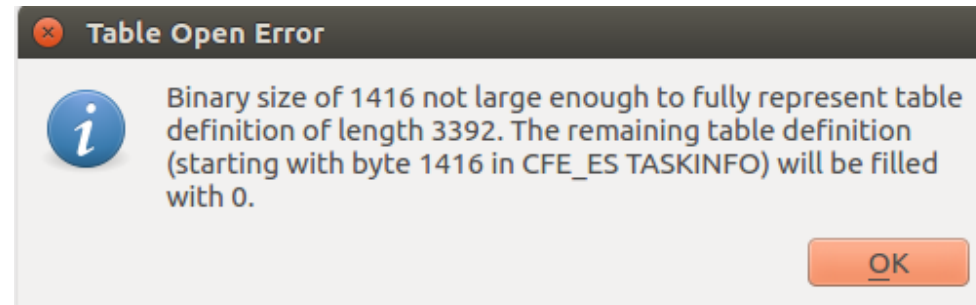 Table Open Error
Binary size of 1416 not large enough to fully represent table
definition of length 3392. The remaining table definition
(starting with byte 1416 in CFE_ES TASKINFO) will be filled
with 0.
OK